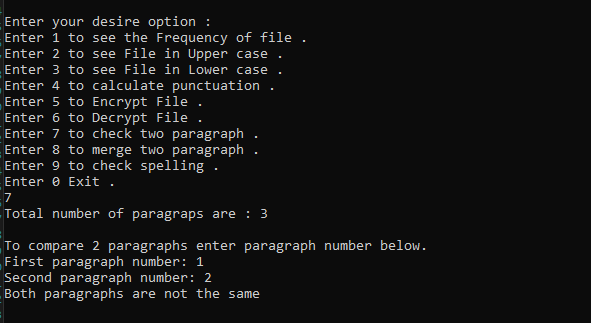 Enter your desire option :
Enter 1 to see the Frequency of file .
Enter 2 to see File in Upper case .
Enter 3 to see File in Lower case .
Enter 4 to calculate punctuation .
Enter 5 to Encrypt File .
Enter 6 to Decrypt File .
Enter 7 to check two paragraph .
Enter 8 to merge two paragraph .
Enter 9 to check spelling .
Enter 0 Exit .
7
Total number of paragraps are : 3
To compare 2 paragraphs enter paragraph number below.
First paragraph number: 1
Second paragraph number: 2
Both paragraphs are not the same